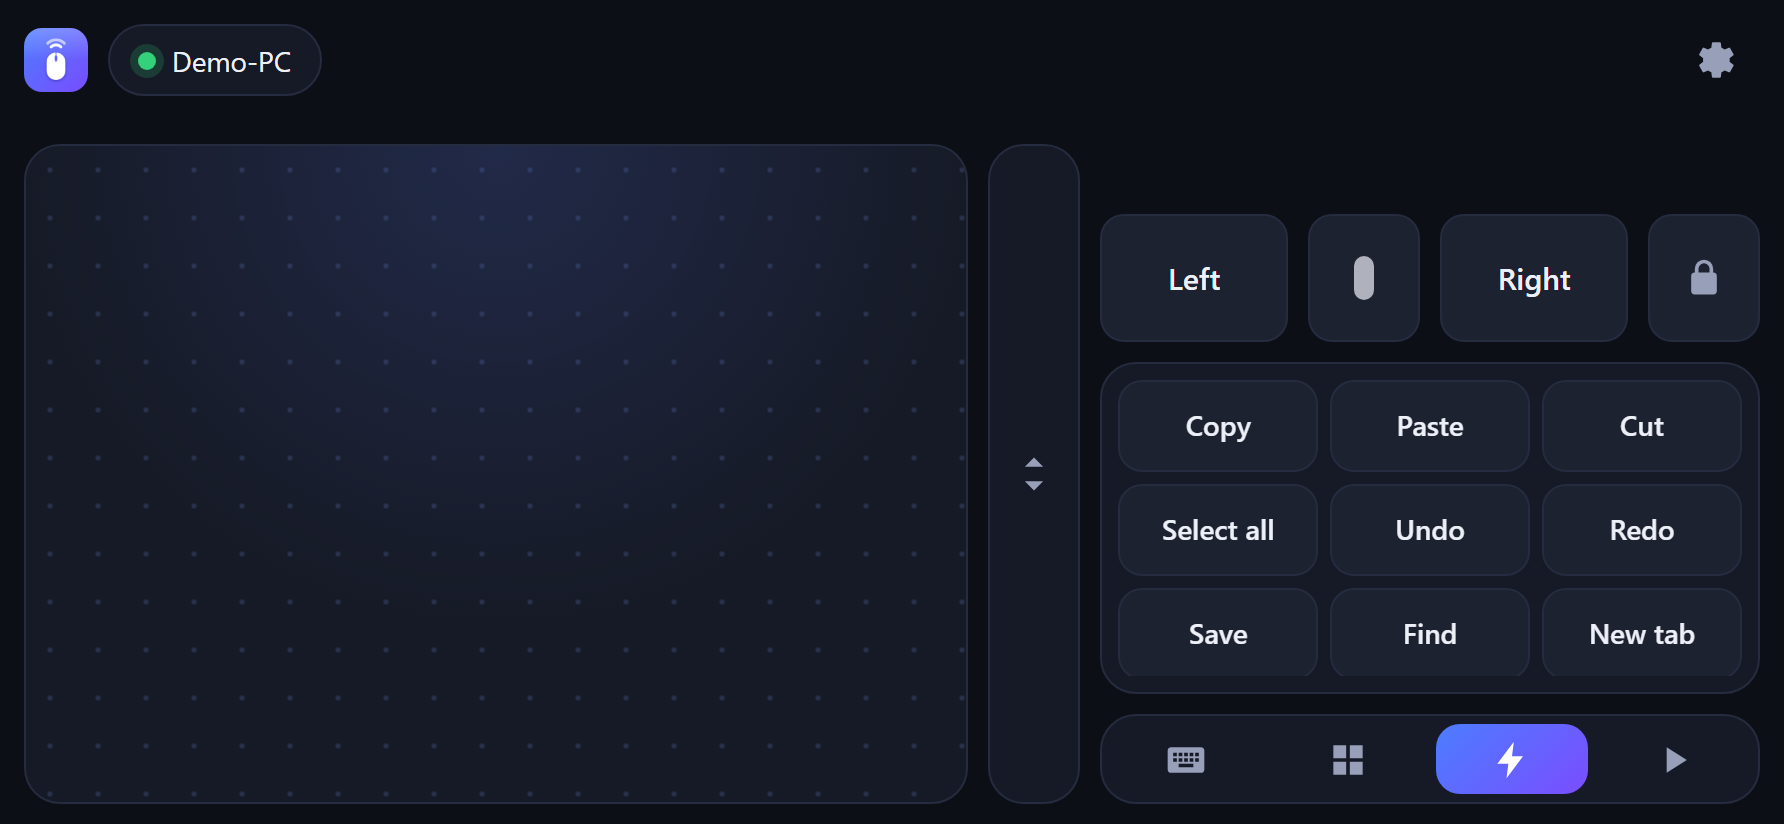 Demo-PC
Left
Right
Copy
Paste
Cut
Select all
Undo
Redo
Save
Find
New tab